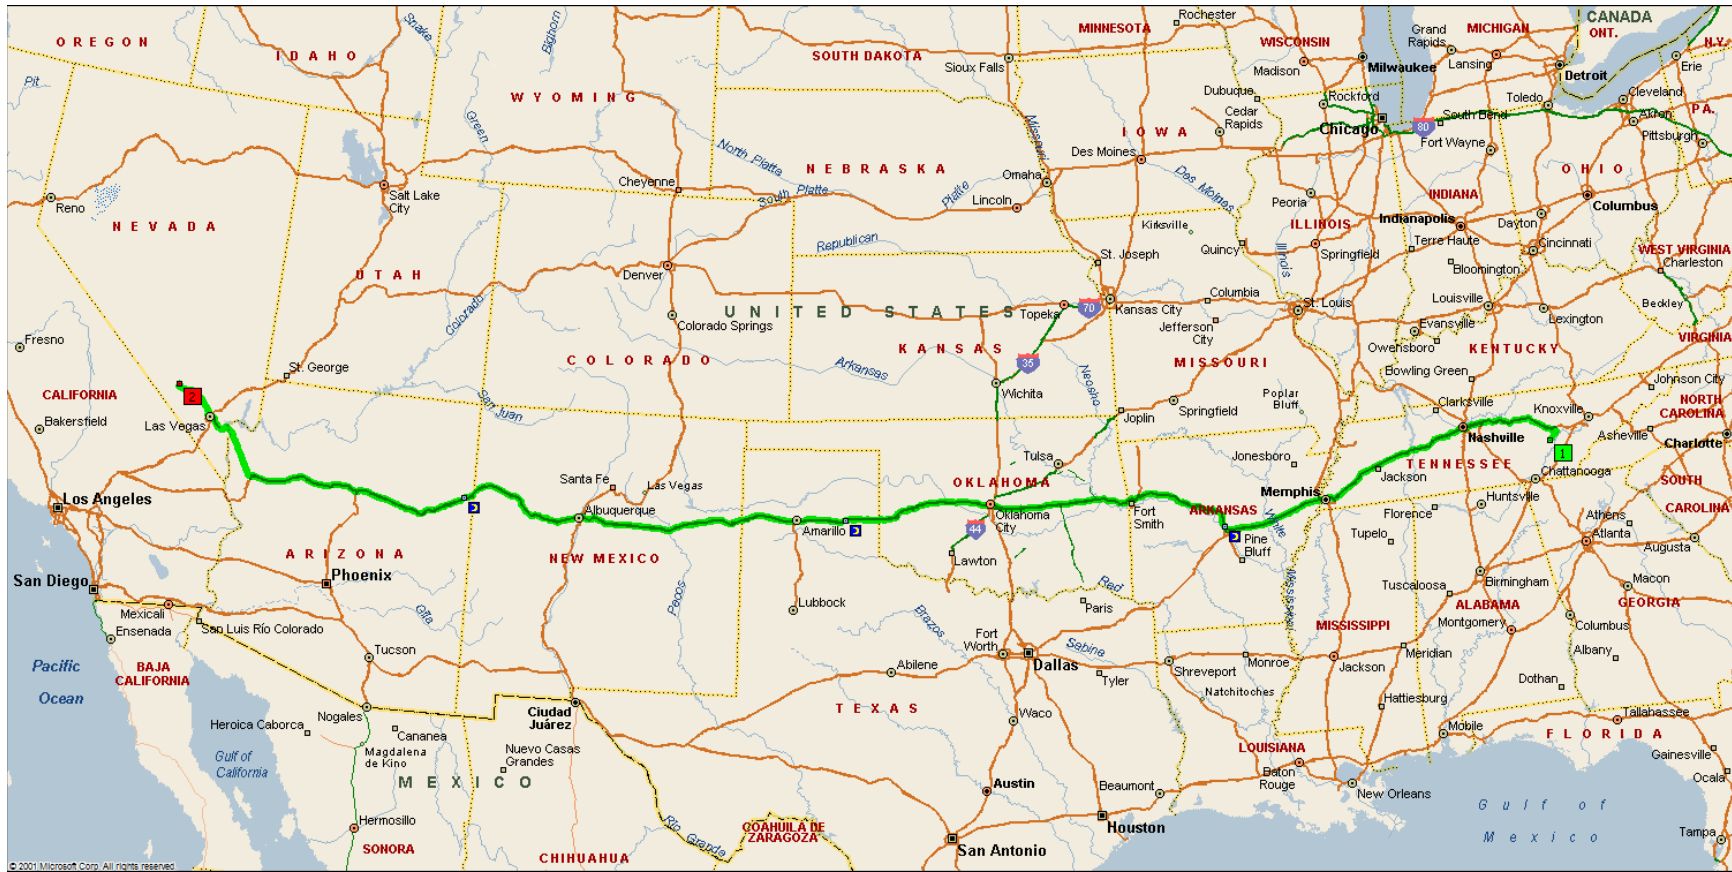 CANADA
ONT.
OREGON
IDAHO
Snake
Bighorn
WYOMING
SOUTH DAKOTA
Sioux Falls
MINNESOTA
Rochester
WISCONSIN
Madison
Milwaukee
Grand
Rapids
MICHIGAN
Lansing
Detroit
N.Y.
Erie
Pit
Green
Missouri
IOWA
Dubuque
Cedar
Rapids
Rockford
Chicago
80
South Bend
Fort Wayne
Toledo
Cleveland
Akron
PA.
Pittsburgh
Reno
NEVADA
Salt Lake
City
Cheyenne
North Platte
South Platte
NEBRASKA
Platte
Lincoln
Omaha
Des Moines
Des Moines
Peoria
ILLINOIS
Springfield
Illinois
INDIANA
Indianapolis
Terre Haute
Bloomington
OHIO
Columbus
Dayton
Cincinnati
WEST VIRGINIA
Charleston
Beckley
UTAH
Colorado
Denver
Republican
Kirksville
Quincy
St. Joseph
UNITED STATES
Colorado Springs
COLORADO
Arkansas
KANSAS
Topeka
70
Kansas City
Columbia
Jefferson
City
St. Louis
MISSOURI
35
Neosho
Wichita
Louisville
Evansville
Owensboro
Lexington
KENTUCKY
Bowling Green
VIRGINIA
Fresno
CALIFORNIA
Bakersfield
2
Las Vegas
St. George
San Juan
Joplin
Springfield
Poplar
Bluff
Clarksville
Nashville
Knoxville
Johnson City
NORTH
CAROLINA
Asheville
Charlotte
1
Los Angeles
Santa Fe
Las Vegas
Albuquerque
Amarillo
Tulsa
OKLAHOMA
Oklahoma
City
44
Lawton
Fort
Smith
ARKANSAS
White
Jonesboro
Memphis
Jackson
TENNESSEE
Chattanooga
Huntsville
Florence
Tupelo
Pine
Bluff
Athens
Atlanta
SOUTH
CAROLINA
Augusta
San Diego
ARIZONA
Phoenix
NEW MEXICO
Pecos
Lubbock
Red
Paris
Mississippi
Tuscaloosa
Birmingham
ALABAMA
Montgomery
Macon
GEORGIA
Columbus
Albany
Mexicali
Ensenada
San Luis Río Colorado
Gila
Tucson
Brazos
Fort
Worth
Dallas
Sabina
Abilene
Tyler
Shreveport
Monroe
MISSISSIPPI
Jackson
Meridian
Natchitoches
Hattiesburg
Dothan
Pacific
Ocean
BAJA
CALIFORNIA
Nogales
Heroica Caborca
Cananea
Magdalena
de Kino
Ciudad
Juárez
Nuevo Casas
Grandes
TEXAS
Waco
Gulf of
California
MEXICO
Austin
Beaumont
LOUISIANA
Baton
Rouge
New Orleans
Mobile
Tallahassee
FLORIDA
Gainesville
Ocala
Tampa
Hermosillo
SONORA
CHIHUAHUA
Rio Grande
COAHUILA DE
ZARAGOZA
San Antonio
Houston
Gulf of
Mexico
© 2001 Microsoft Corp. All rights reserved.